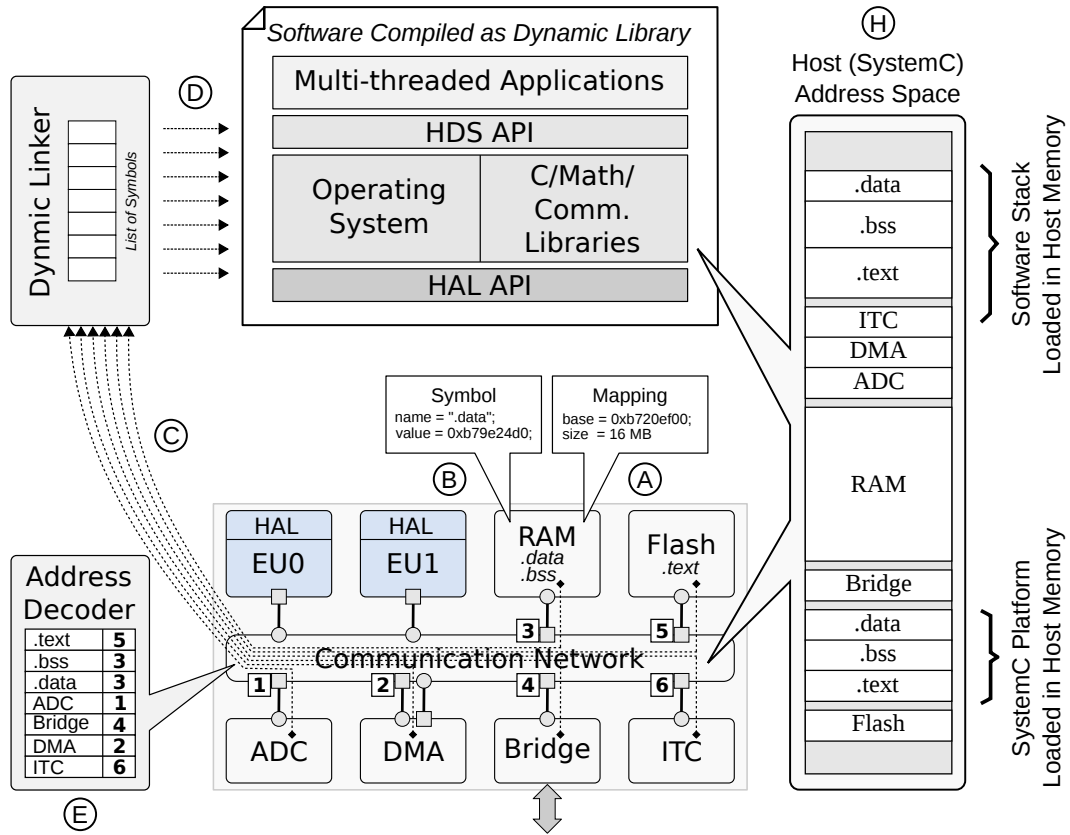 H
Host (SystemC)
Address Space
Software Compiled as Dynamic Library
Multi-threaded Applications
HDS API
Operating
System
C/Math/
Comm.
Libraries
HAL API
D
Dynmic Linker
List of Symbols
C
Symbol
name = ".data";
value = 0xb79e24d0;
Mapping
base = 0xb720ef00;
size = 16 MB
B
A
HAL
EU0
HAL
EU1
RAM
.data
.bss
Flash
.text
3
5
Communication Network
1
2
4
6
ADC
DMA
Bridge
ITC
Address
Decoder
.text 5
.bss 3
.data 3
ADC 1
Bridge 4
DMA 2
ITC 6
E
.data
.bss
.text
ITC
DMA
ADC
RAM
Bridge
.data
.bss
.text
Flash
Software Stack
Loaded in Host Memory
SystemC Platform
Loaded in Host Memory